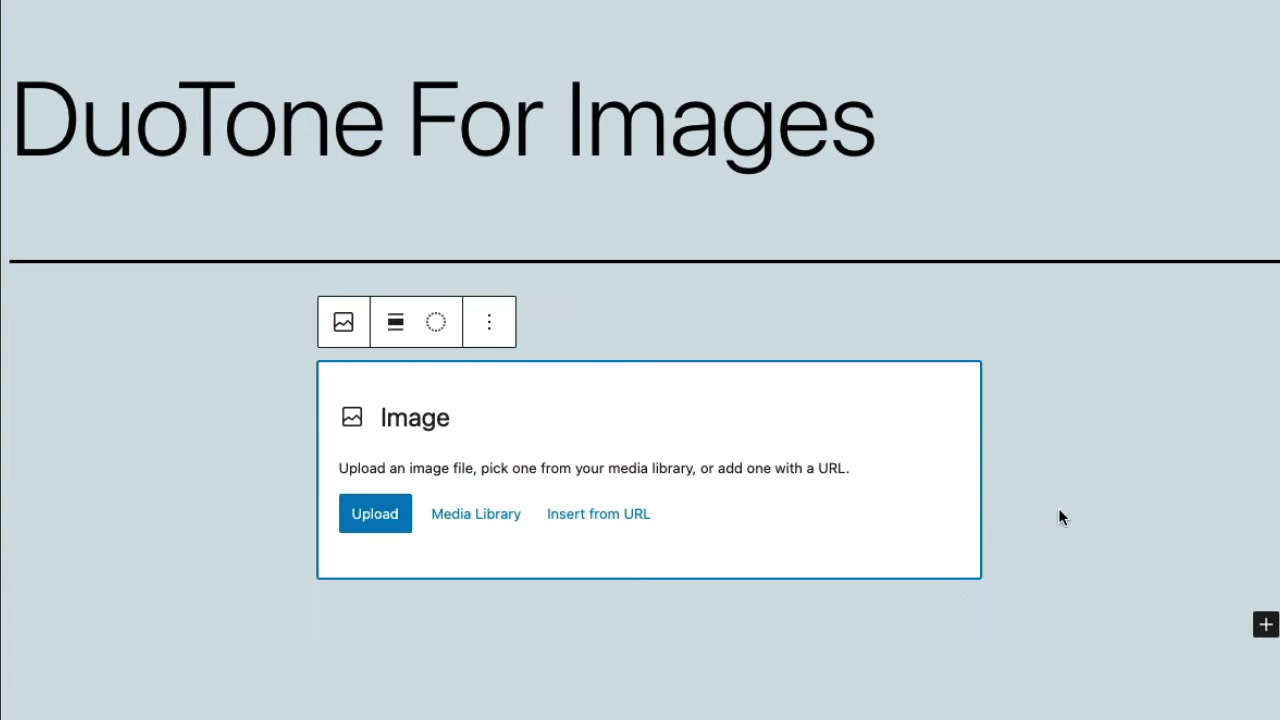 DuoTone For Images
Image
Upload an image file, pick one from your media library, or add one with a URL.
Upload Media Library Insert from URL